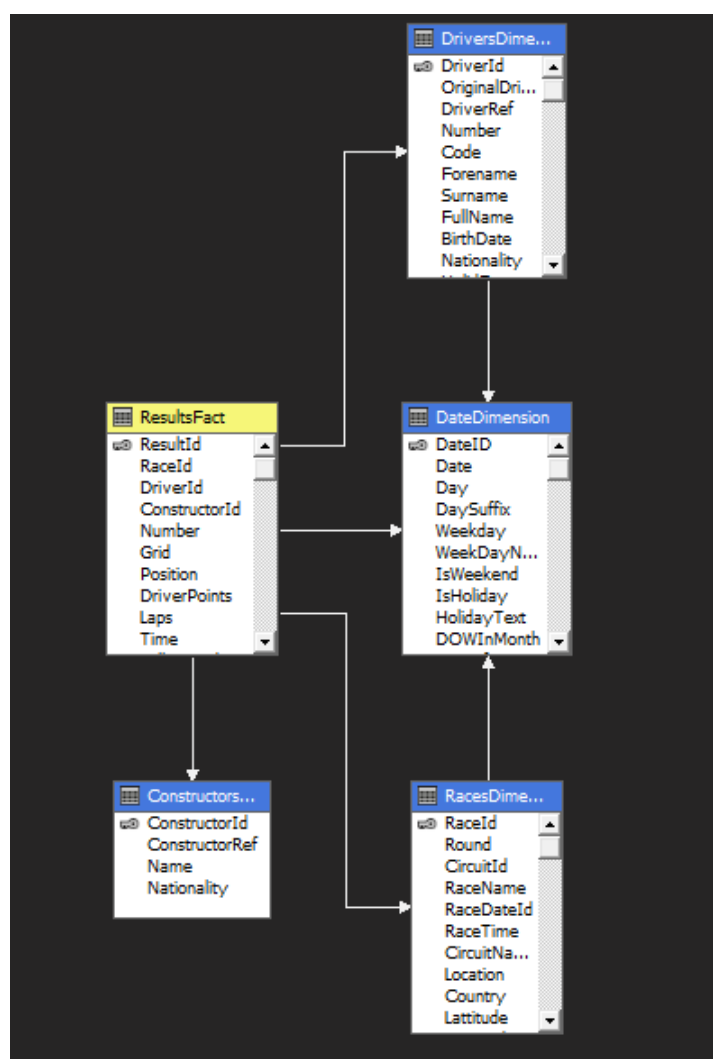 DriversDime...
DriverId
OriginalDri...
DriverRef
Number
Code
Forename
Surname
FullName
BirthDate
Nationality
ResultsFact
ResultId
RaceId
DriverId
ConstructorId
Number
Grid
Position
DriverPoints
Laps
Time
DateDimension
DateID
Date
Day
DaySuffix
Weekday
WeekDayN...
IsWeekend
IsHoliday
HolidayText
DOWInMonth
Constructors...
ConstructorId
ConstructorRef
Name
Nationality
RacesDime...
RaceId
Round
CircuitId
RaceName
RaceDateId
RaceTime
CircuitNa...
Location
Country
Lattitude